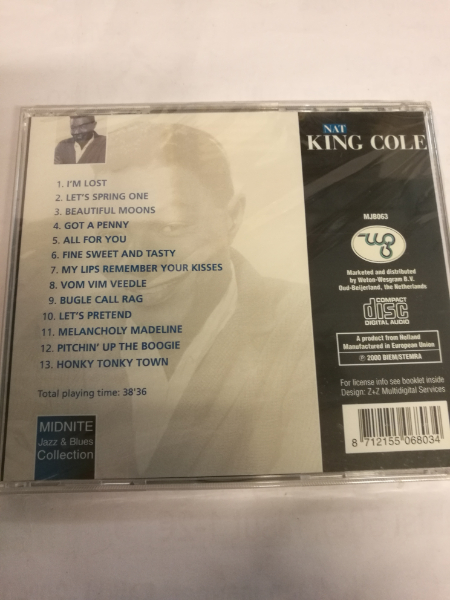 NAT
KING COLE
1. I'M LOST
2. LET'S SPRING ONE
3. BEAUTIFUL MOONS
4. GOT A PENNY
5. ALL FOR YOU
6. FINE SWEET AND TASTY
7. MY LIPS REMEMBER YOUR KISSES
8. VOM VIM VEEDLE
9. BUGLE CALL RAG
10. LET'S PRETEND
11. MELANCHOLY MADELINE
12. PITCHIN' UP THE BOOGIE
13. HONKY TONKY TOWN
Total playing time: 38'36
MIDNITE
Jazz & Blues
Collection
MJB063
Marketed and distributed
by Wotno-Wesgram B.V.
Oud-Beijerland, the Netherlands
COMPACT
disc
DIGITAL AUDIO
A product from Holland
Manufactured in European Union
℗ 2000 BIEM/STEMRA
For license info see booklet inside
Design: Z+Z Multidigital Services
8 712155 068034